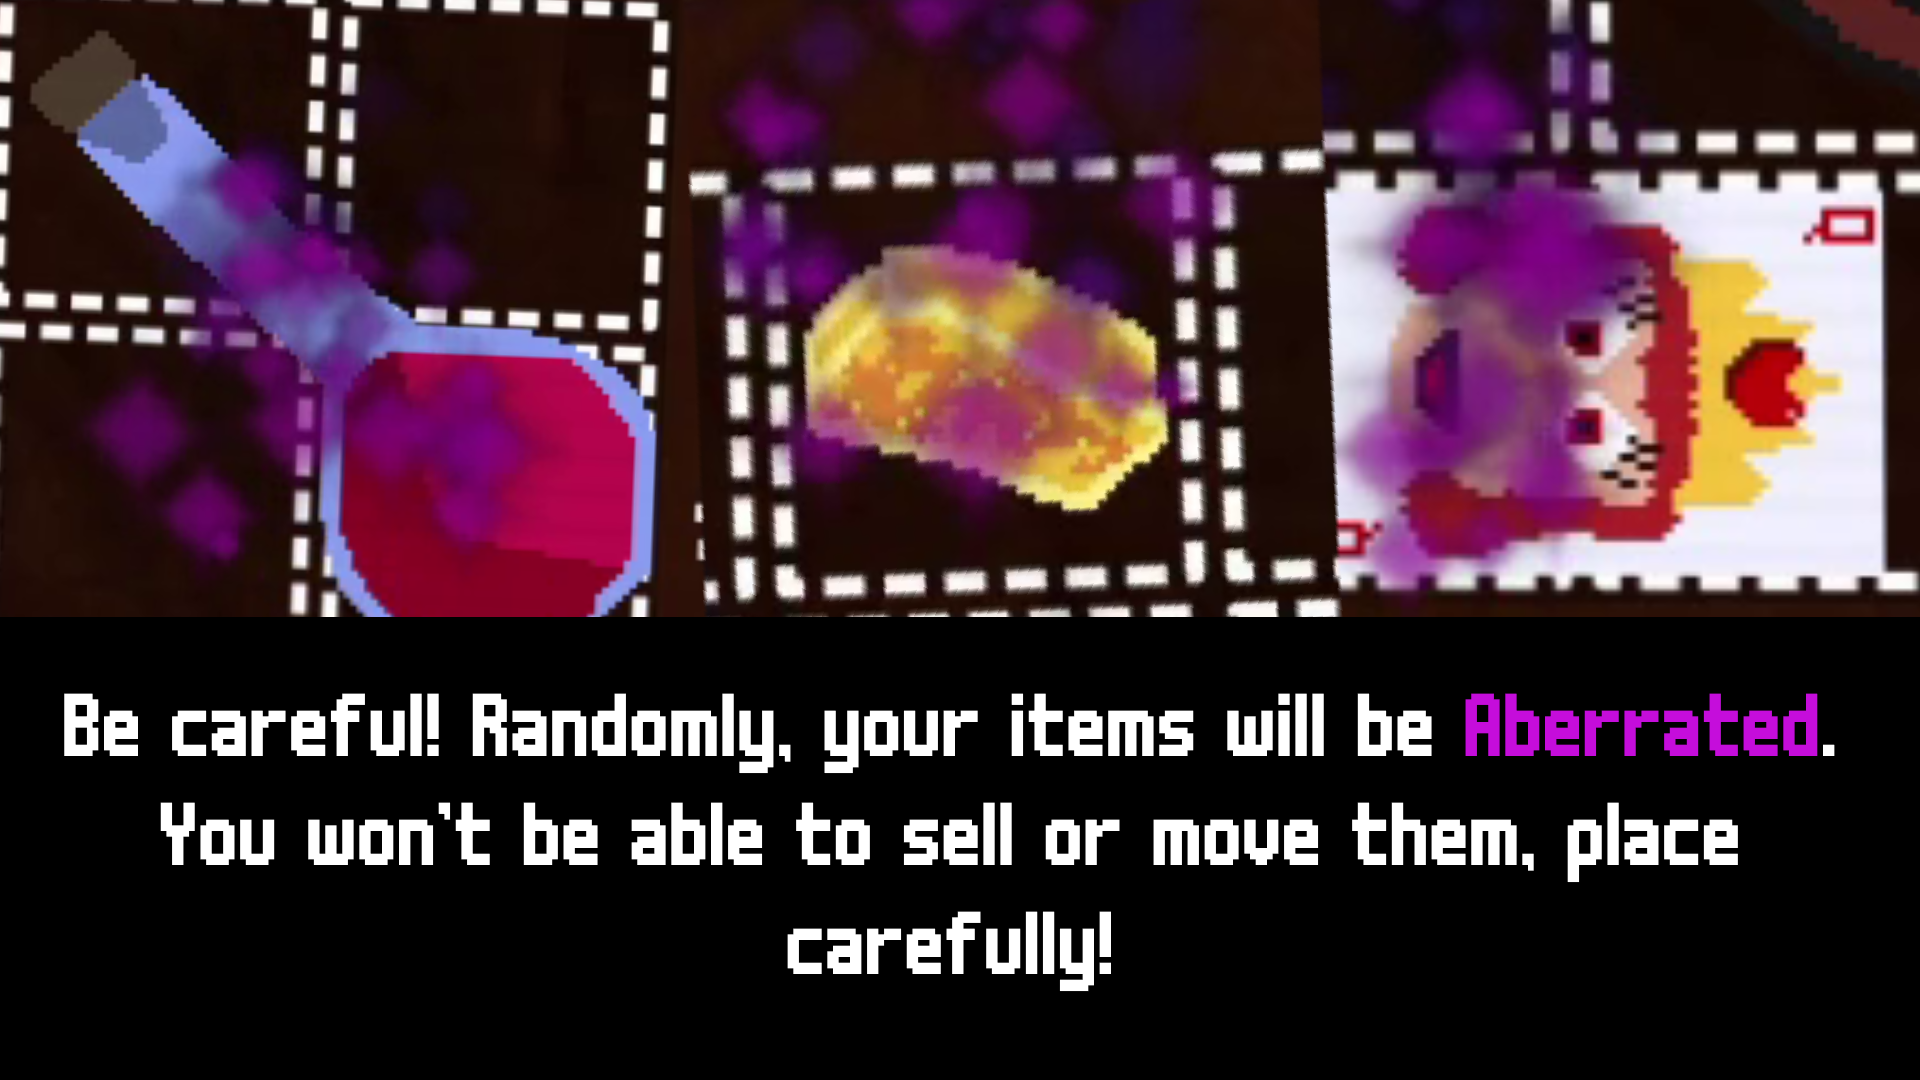 Be careful! Randomly, your items will be Aberrated.
You won't be able to sell or move them, place
carefully!